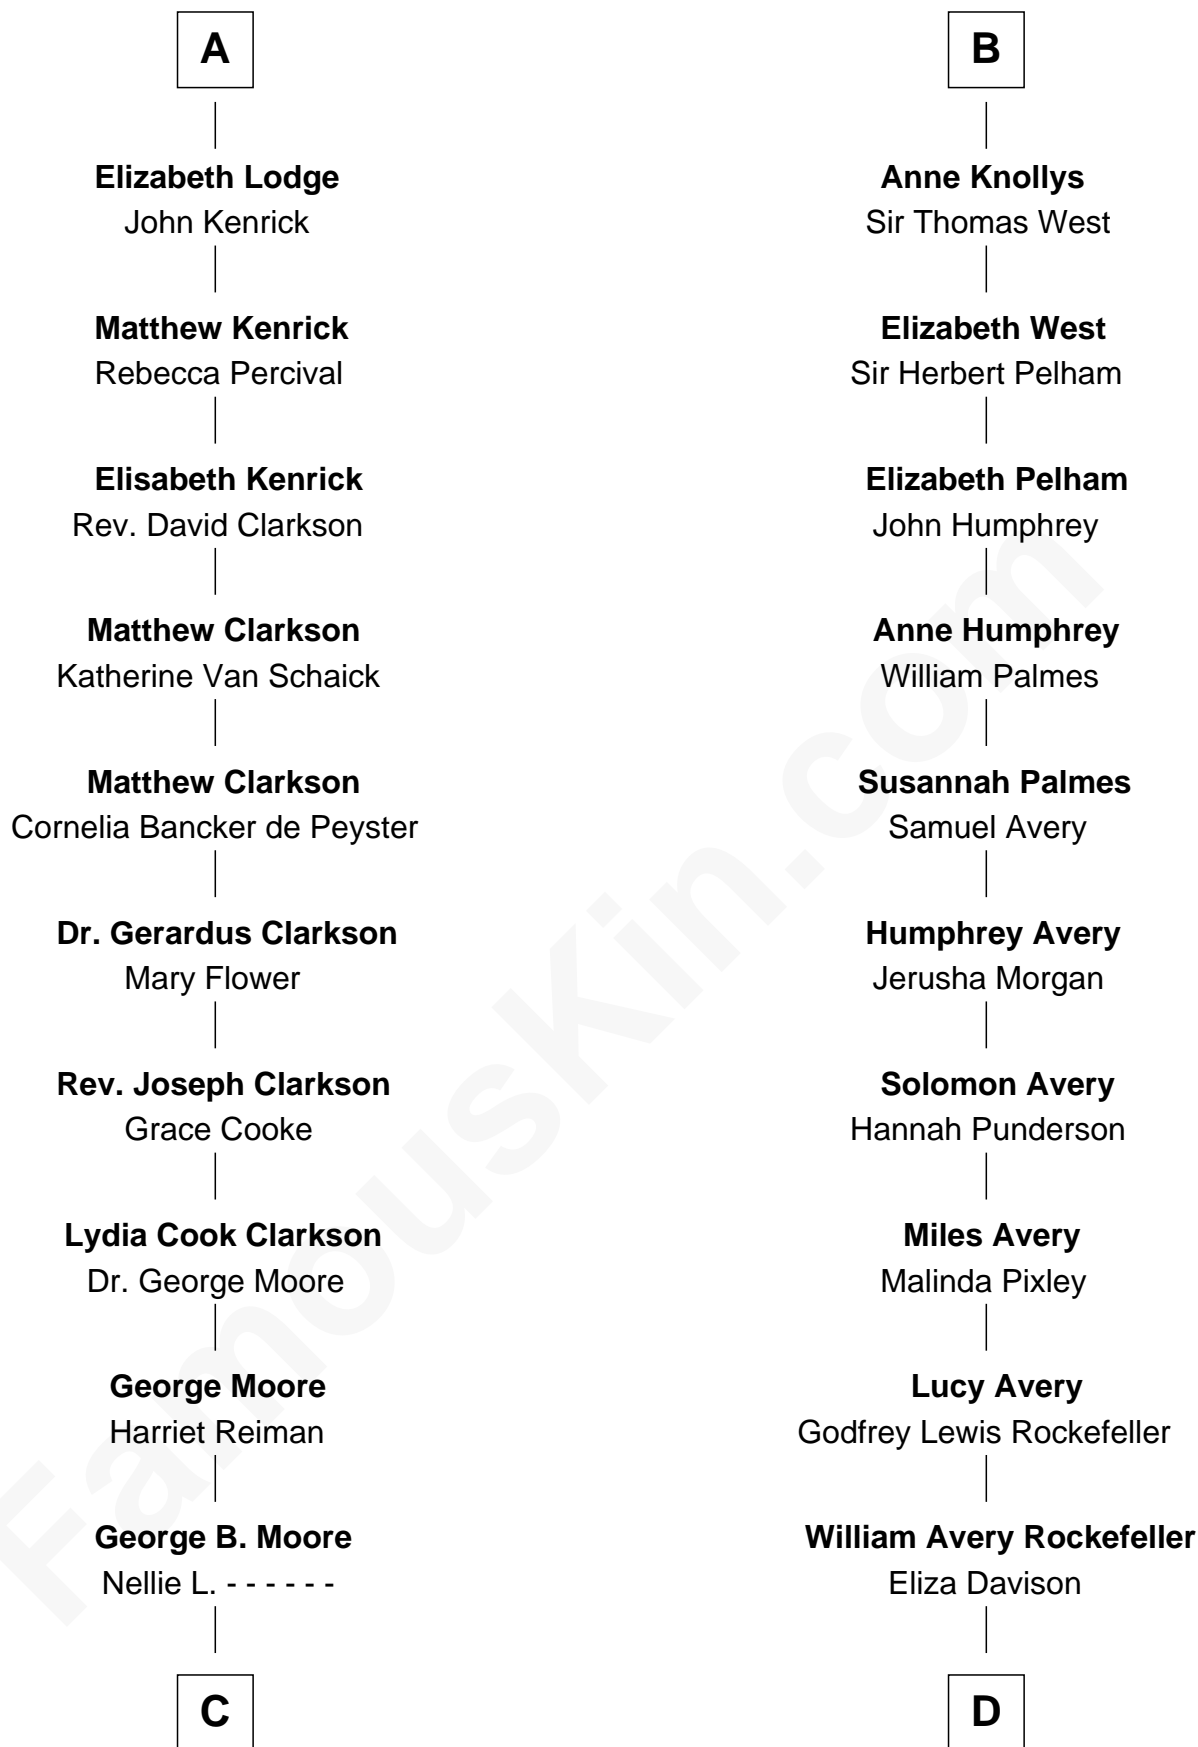 A
Elizabeth Lodge
John Kenrick
Matthew Kenrick
Rebecca Percival
Elisabeth Kenrick
Rev. David Clarkson
Matthew Clarkson
Katherine Van Schaick
Matthew Clarkson
Cornelia Bancker de Peyster
Dr. Gerardus Clarkson
Mary Flower
Rev. Joseph Clarkson
Grace Cooke
Lydia Cook Clarkson
Dr. George Moore
George Moore
Harriet Reiman
George B. Moore
Nellie L. - - - - - -
C
B
Anne Knollys
Sir Thomas West
Elizabeth West
Sir Herbert Pelham
Elizabeth Pelham
John Humphrey
Anne Humphrey
William Palmes
Susannah Palmes
Samuel Avery
Humphrey Avery
Jerusha Morgan
Solomon Avery
Hannah Punderson
Miles Avery
Malinda Pixley
Lucy Avery
Godfrey Lewis Rockefeller
William Avery Rockefeller
Eliza Davison
D
FamousKin.com